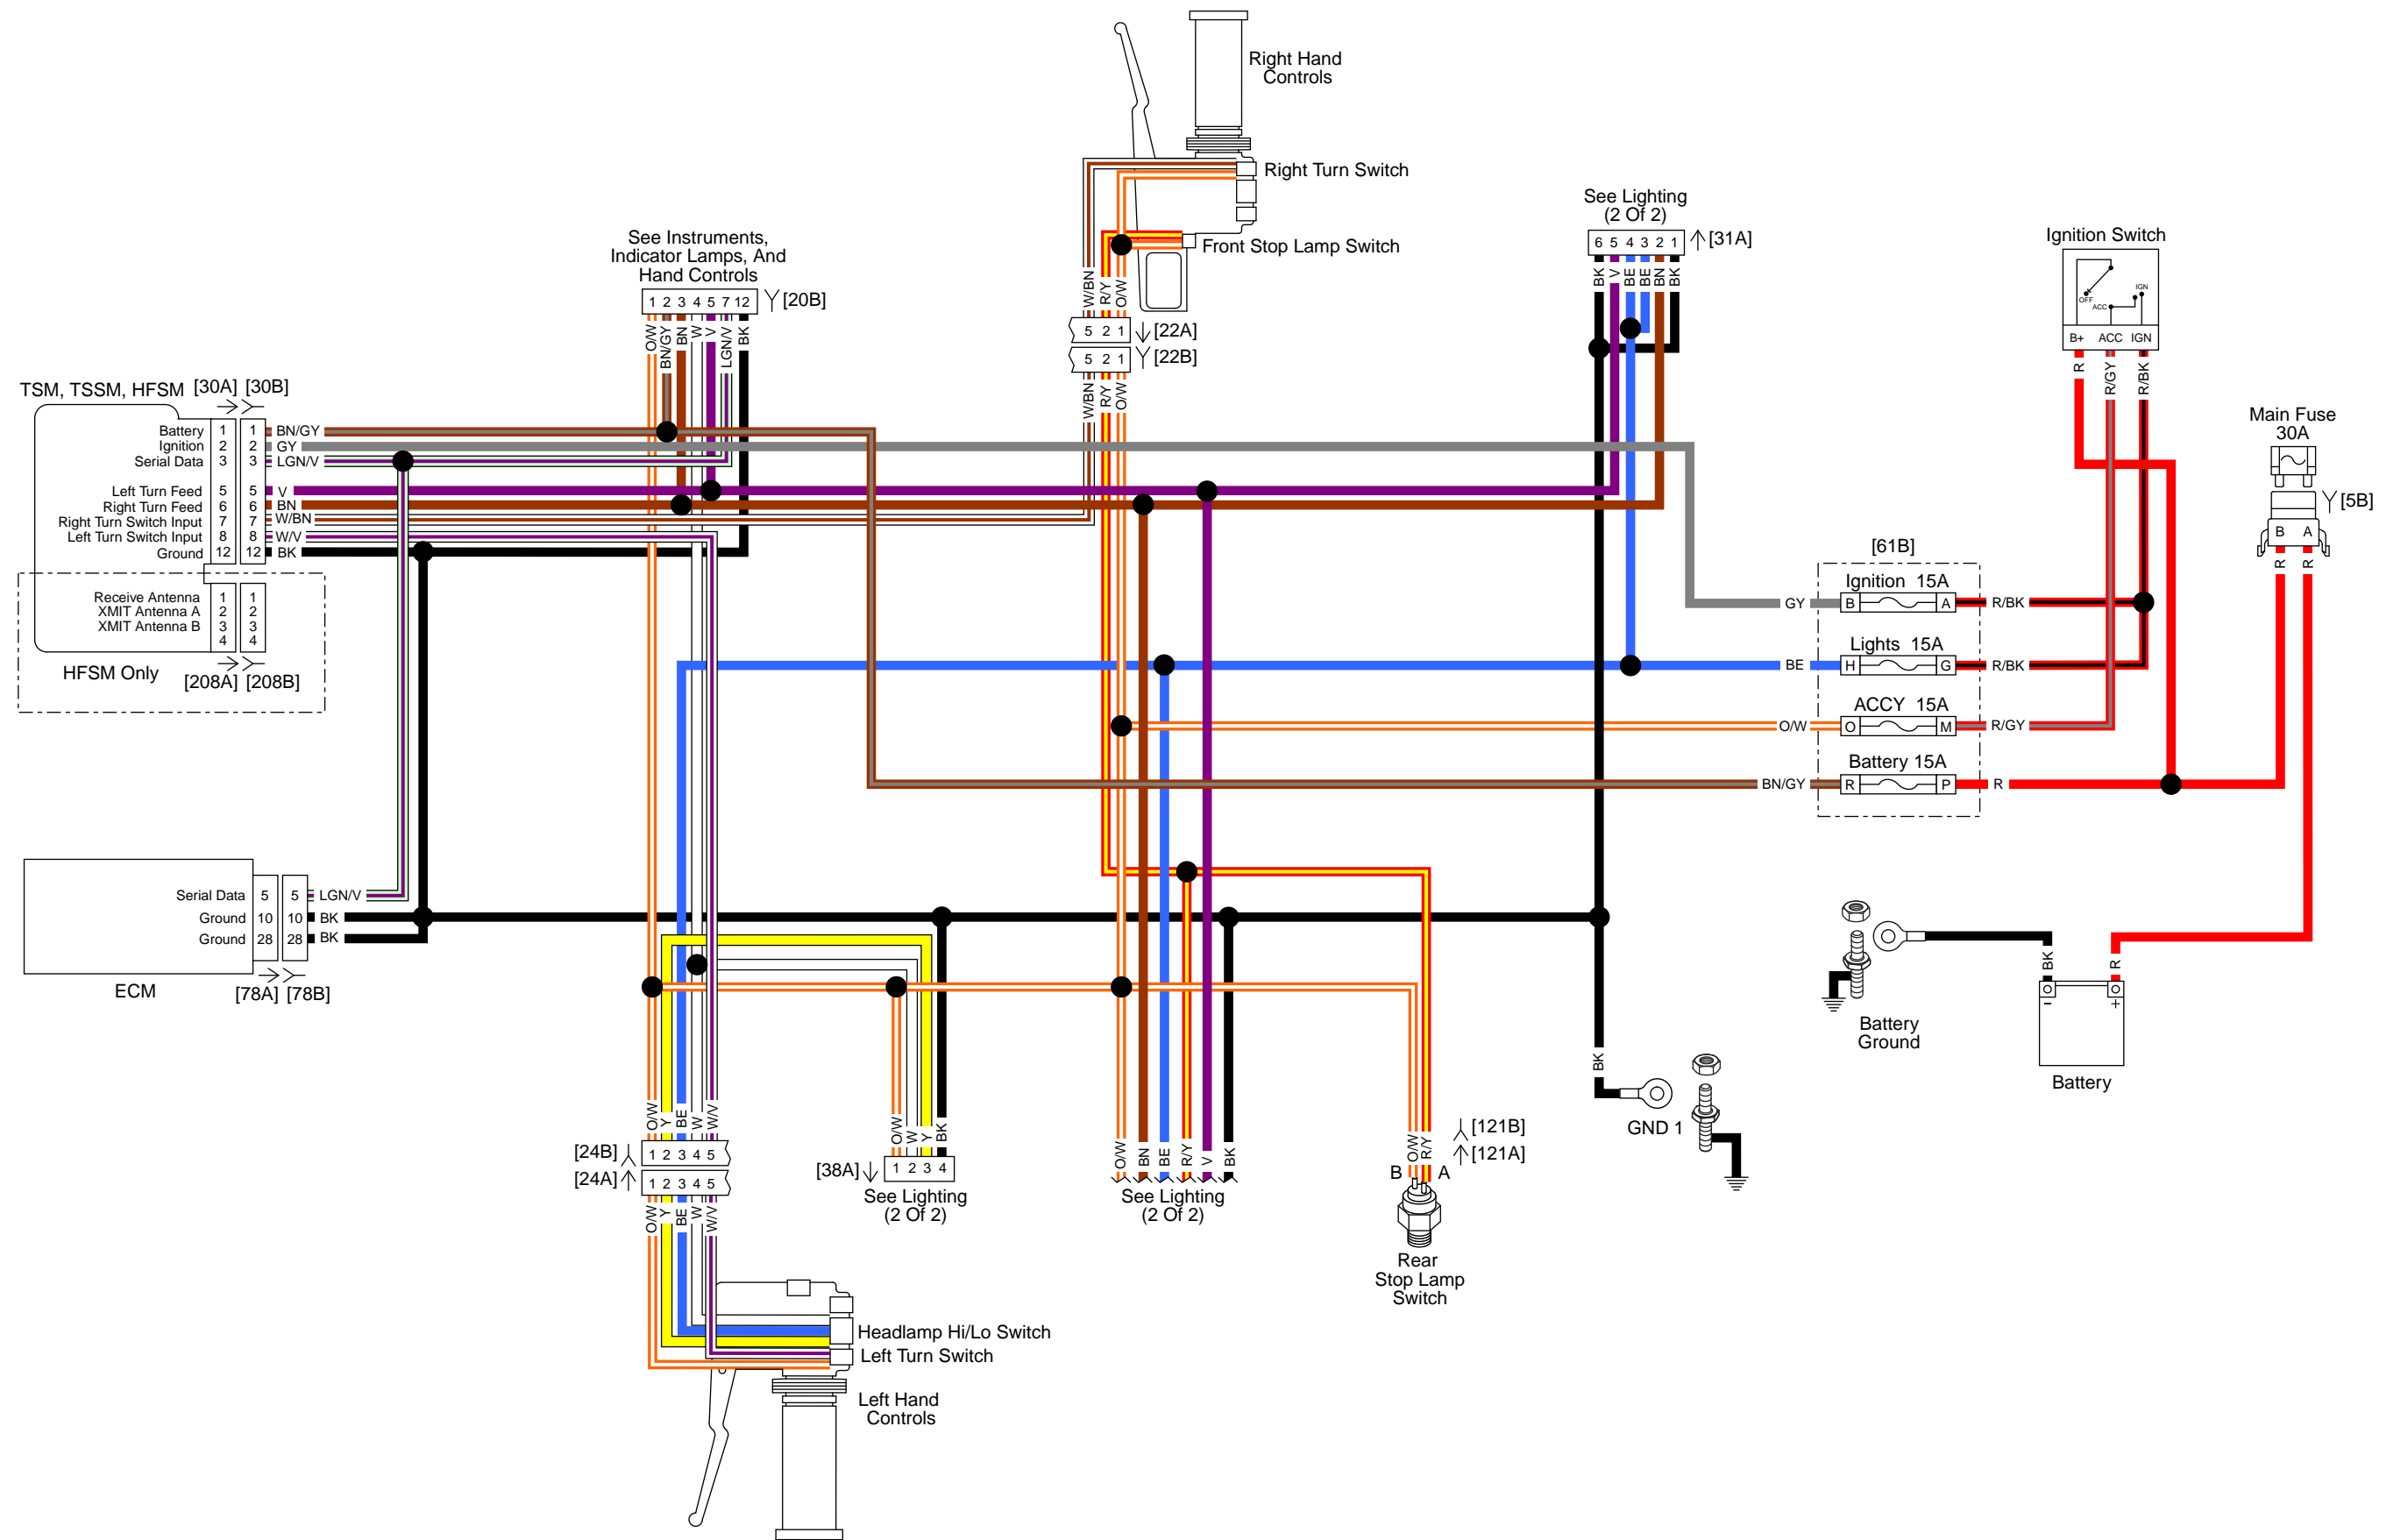 Right Hand
Controls
Right Turn Switch
Front Stop Lamp Switch
W/BN
R/Y
O/W
5 2 1
[22A]
5 2 1
[22B]
W/BN
R/Y
O/W
See Instruments,
Indicator Lamps, And
Hand Controls
1 2 3 4 5 7 12
[20B]
O/W
BN/GY
BN
W
V
LGN/V
BK
See Lighting
(2 Of 2)
6 5 4 3 2 1
[31A]
BK
V
BE
BE
BN
BK
Ignition Switch
OFF
ACC
IGN
B+ ACC IGN
R
R/GY
R/BK
Main Fuse
30A
[5B]
B A
R
R
TSM, TSSM, HFSM
[30A] [30B]
Battery 1 1 BN/GY
Ignition 2 2 GY
Serial Data 3 3 LGN/V
Left Turn Feed 5 5 V
Right Turn Feed 6 6 BN
Right Turn Switch Input 7 7 W/BN
Left Turn Switch Input 8 8 W/V
Ground 12 12 BK
Receive Antenna 1 1
XMIT Antenna A 2 2
XMIT Antenna B 3 3
4 4
HFSM Only
[208A] [208B]
[61B]
Ignition 15A
GY B A R/BK
Lights 15A
BE H G R/BK
ACCY 15A
O/W O M R/GY
Battery 15A
BN/GY R P R
Serial Data 5 5 LGN/V
Ground 10 10 BK
Ground 28 28 BK
ECM
[78A] [78B]
BK
R
- +
Battery
Ground
Battery
BK
GND 1
O/W
Y
BE
W
W/V
[24B]
1 2 3 4 5
[24A]
1 2 3 4 5
O/W
Y
BE
W
W/V
O/W
W
Y
BK
[38A]
1 2 3 4
See Lighting
(2 Of 2)
O/W
BN
BE
R/Y
V
BK
See Lighting
(2 Of 2)
O/W
R/Y
[121B]
[121A]
B A
Rear
Stop Lamp
Switch
Headlamp Hi/Lo Switch
Left Turn Switch
Left Hand
Controls